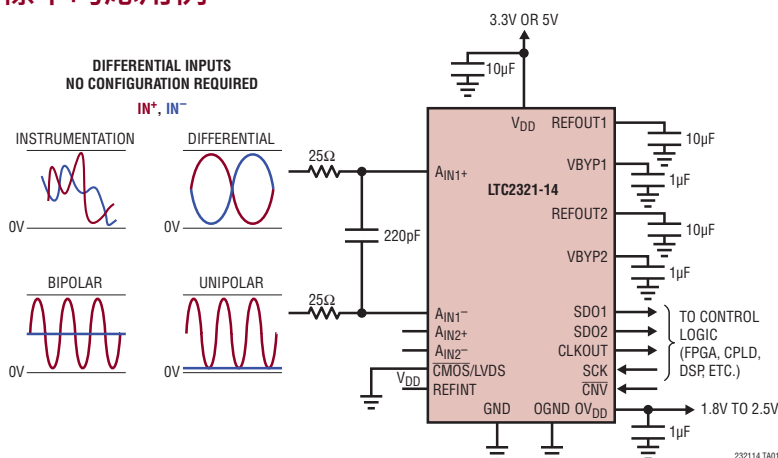 DIFFERENTIAL INPUTS
NO CONFIGURATION REQUIRED
IN+, IN−
INSTRUMENTATION
DIFFERENTIAL
0V
0V
BIPOLAR
UNIPOLAR
0V
0V
25Ω
220pF
25Ω
3.3V OR 5V
10µF
VDD
REFOUT1
10µF
AIN1+
VBYP1
1µF
LTC2321-14
REFOUT2
10µF
VBYP2
1µF
AIN1−
SDO1
AIN2+
SDO2
AIN2−
CLKOUT
CMOS/LVDS
SCK
VDD
REFINT
CNV
TO CONTROL
LOGIC
(FPGA, CPLD,
DSP, ETC.)
GND
OGND
OVDD
1.8V TO 2.5V
1µF
232114 TA01